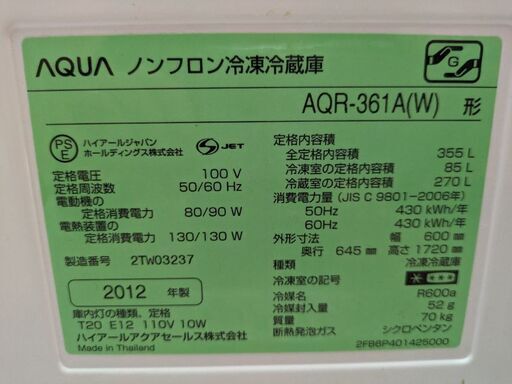 AQUA ノンフロン冷凍冷蔵庫
G
AQR-361A(W) 形
PS E ハイアールジャパン
ホールディングス株式会社
S JET
定格電圧 100 V
定格周波数 50/60 Hz
電動機の
定格消費電力 80/90 W
電熱装置の
定格消費電力 130/130 W
製造番号 2TW03237
2012 年製
庫内灯の種類、定格
T20 E12 110V 10W
ハイアールアクアセールス株式会社
Made in Thailand
定格内容積
全定格内容積 355 L
冷凍室の定格内容積 85 L
冷蔵室の定格内容積 270 L
消費電力量 (JIS C 9801-2006年)
50Hz 430 kWh/年
60Hz 430 kWh/年
外形寸法 幅 600 ㎜
奥行 645 ㎜ 高さ 1720 ㎜
種類 冷凍冷蔵庫
冷凍室の記号 * ***
冷媒名 R600a
冷媒封入量 52 g
質量 70 kg
断熱発泡ガス シクロペンタン
2FB6P401425000